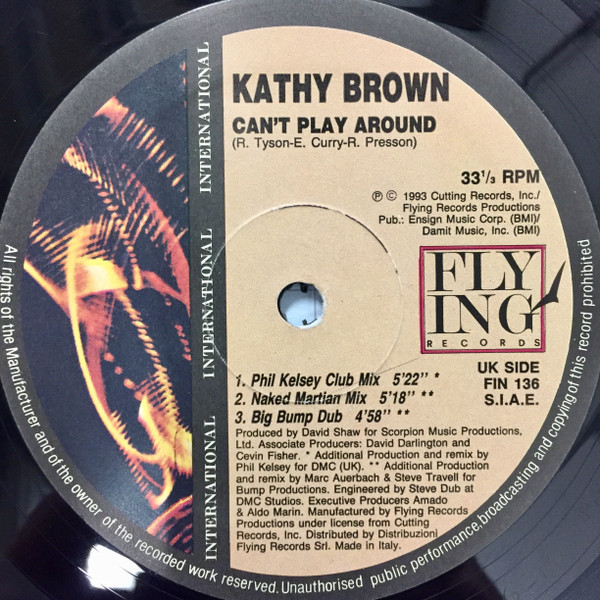 KATHY BROWN
CAN'T PLAY AROUND
(R. Tyson-E. Curry-R. Presson)
33 1/3 RPM
℗ © 1993 Cutting Records, Inc./
Flying Records Productions
Pub.: Ensign Music Corp. (BMI)/
Damit Music, Inc. (BMI)
FLY
ING
RECORDS
UK SIDE
FIN 136
S.I.A.E.
1. Phil Kelsey Club Mix 5'22'' *
2. Naked Martian Mix 5'18'' **
3. Big Bump Dub 4'58'' **
Produced by David Shaw for Scorpion Music Productions,
Ltd. Associate Producers: David Darlington and
Cevin Fisher. * Additional Production and remix by
Phil Kelsey for DMC (UK). ** Additional Production
and remix by Marc Auerbach & Steve Travell for
Bump Productions. Engineered by Steve Dub at
DMC Studios. Executive Producers Amado
& Aldo Marin. Manufactured by Flying Records
Productions under license from Cutting
Records, Inc. Distributed by Distribuzioni
Flying Records Srl. Made in Italy.
INTERNATIONAL
INTERNATIONAL
INTERNATIONAL
All rights of the Manufacturer and of the owner of the recorded work reserved. Unauthorised public performance, broadcasting and copying of this record prohibited